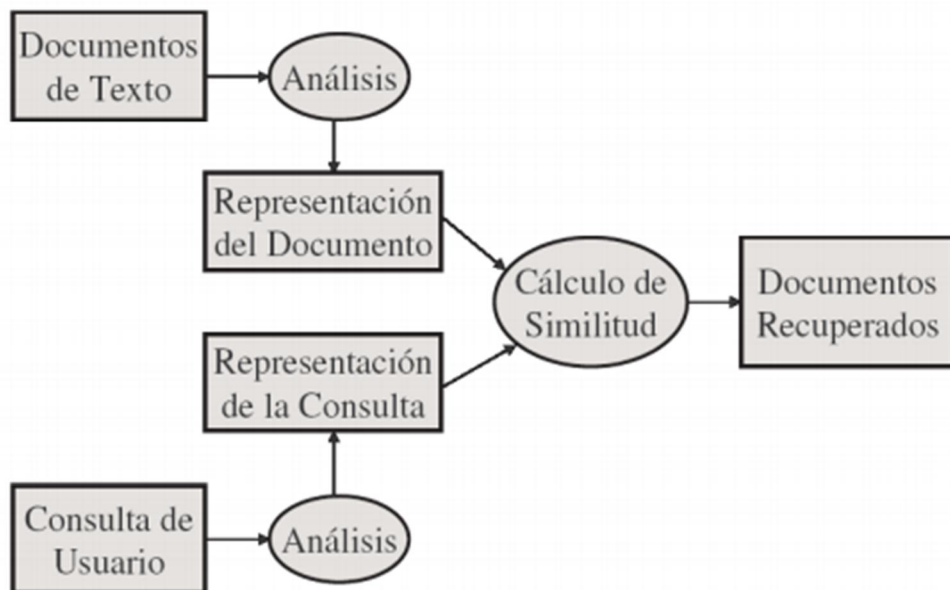 Documentos
de Texto
Análisis
Representación
del Documento
Cálculo de
Similitud
Documentos
Recuperados
Representación
de la Consulta
Consulta de
Usuario
Análisis